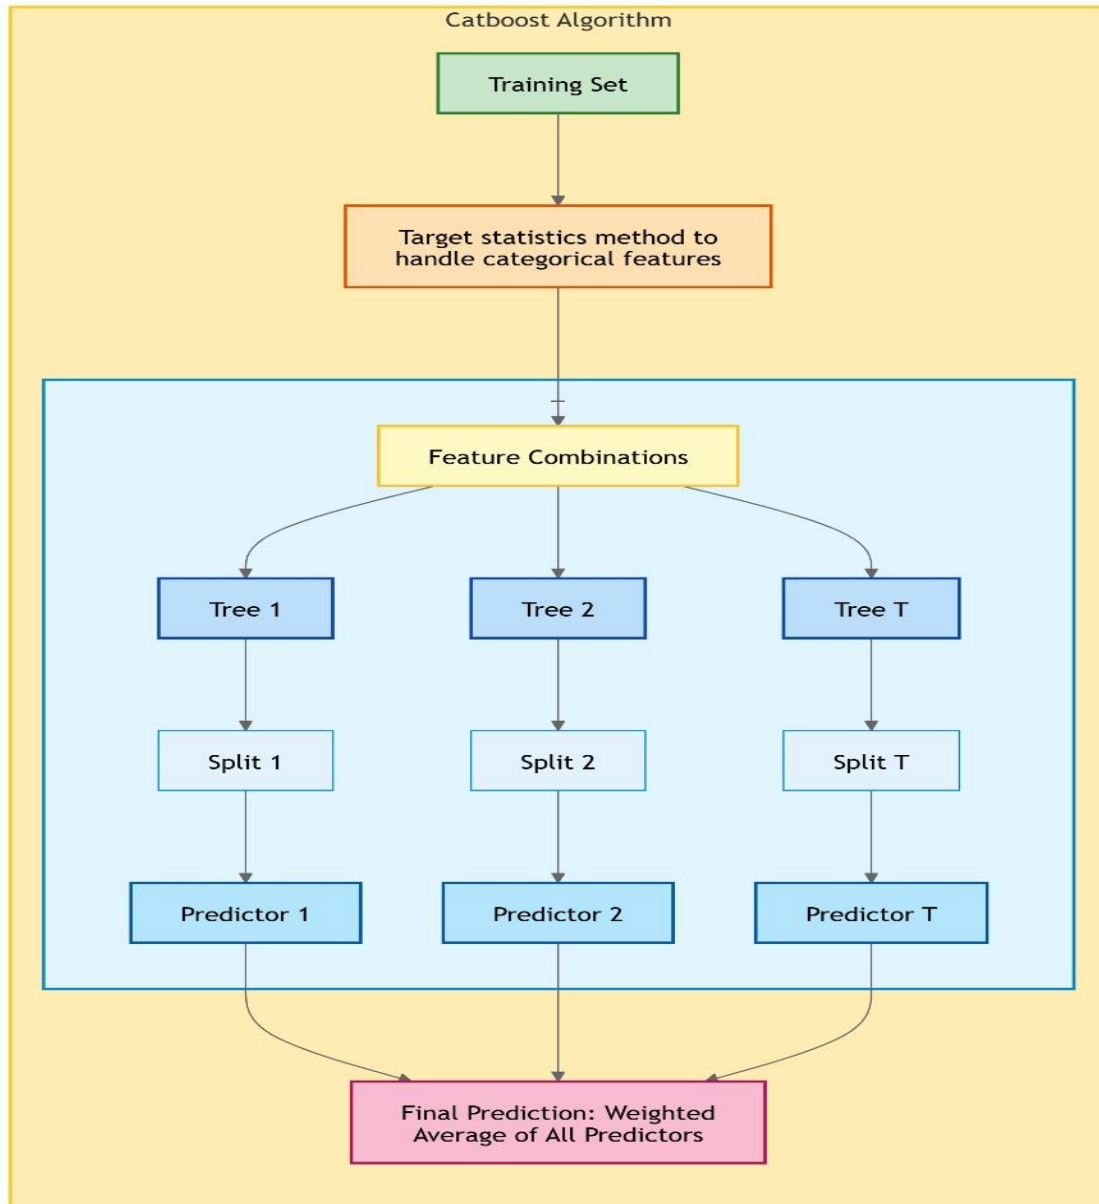 Catboost Algorithm
Training Set
Target statistics method to
handle categorical features
Feature Combinations
Tree 1
Tree 2
Tree T
Split 1
Split 2
Split T
Predictor 1
Predictor 2
Predictor T
Final Prediction: Weighted
Average of All Predictors